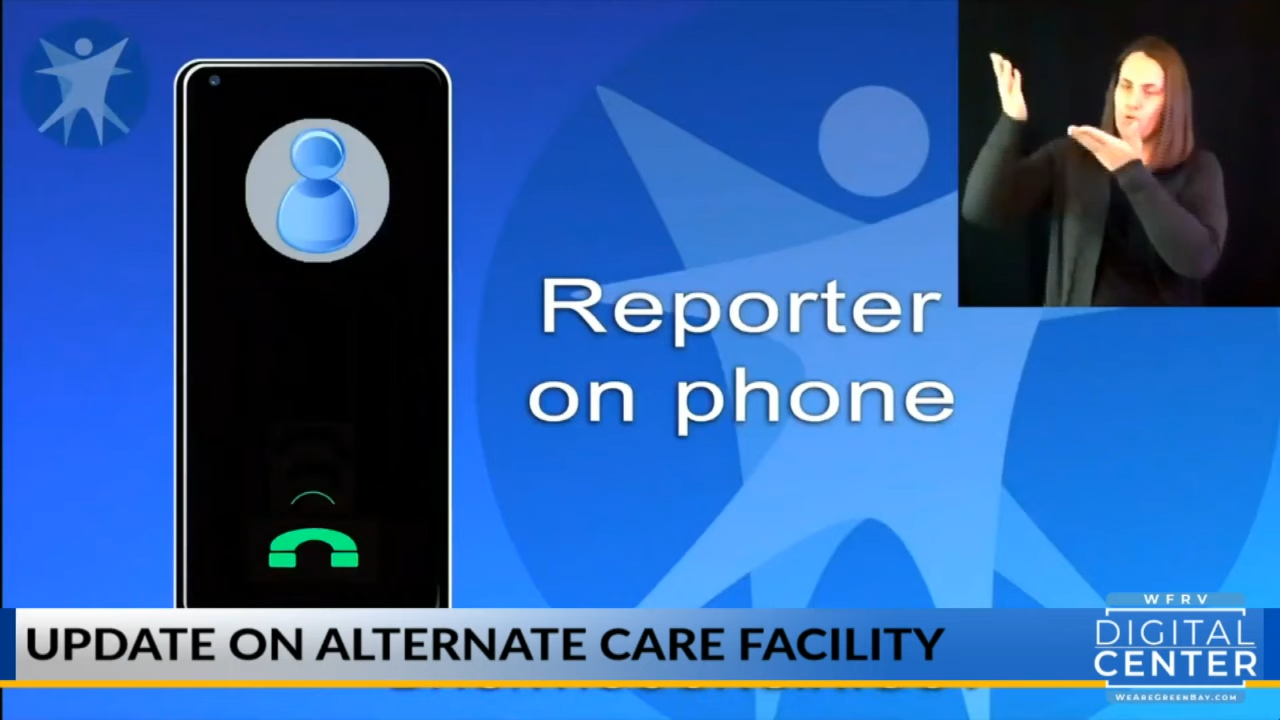 Reporter
on phone
UPDATE ON ALTERNATE CARE FACILITY
WFRV
DIGITAL
CENTER
WeAreGreenBay.com